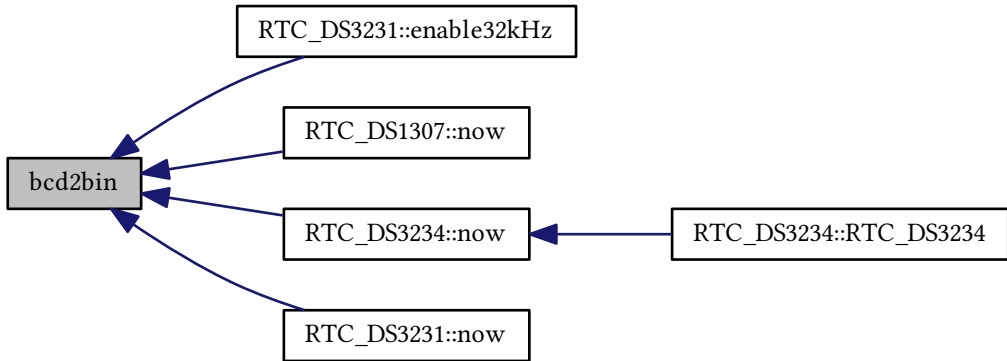 RTC_DS3231::enable32kHz
RTC_DS1307::now
bcd2bin
RTC_DS3234::now
RTC_DS3234::RTC_DS3234
RTC_DS3231::now